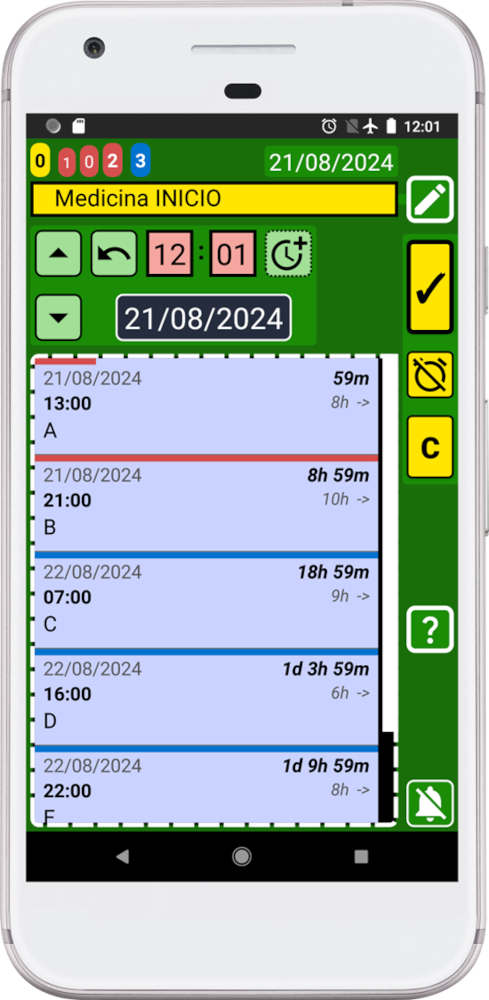 12:01
0 1 0 2 3 21/08/2024
Medicina INICIO
12 : 01
21/08/2024
21/08/2024 59m
13:00 8h ->
A
21/08/2024 8h 59m
21:00 10h ->
B
22/08/2024 18h 59m
07:00 9h ->
C
22/08/2024 1d 3h 59m
16:00 6h ->
D
22/08/2024 1d 9h 59m
22:00 8h ->
C
?